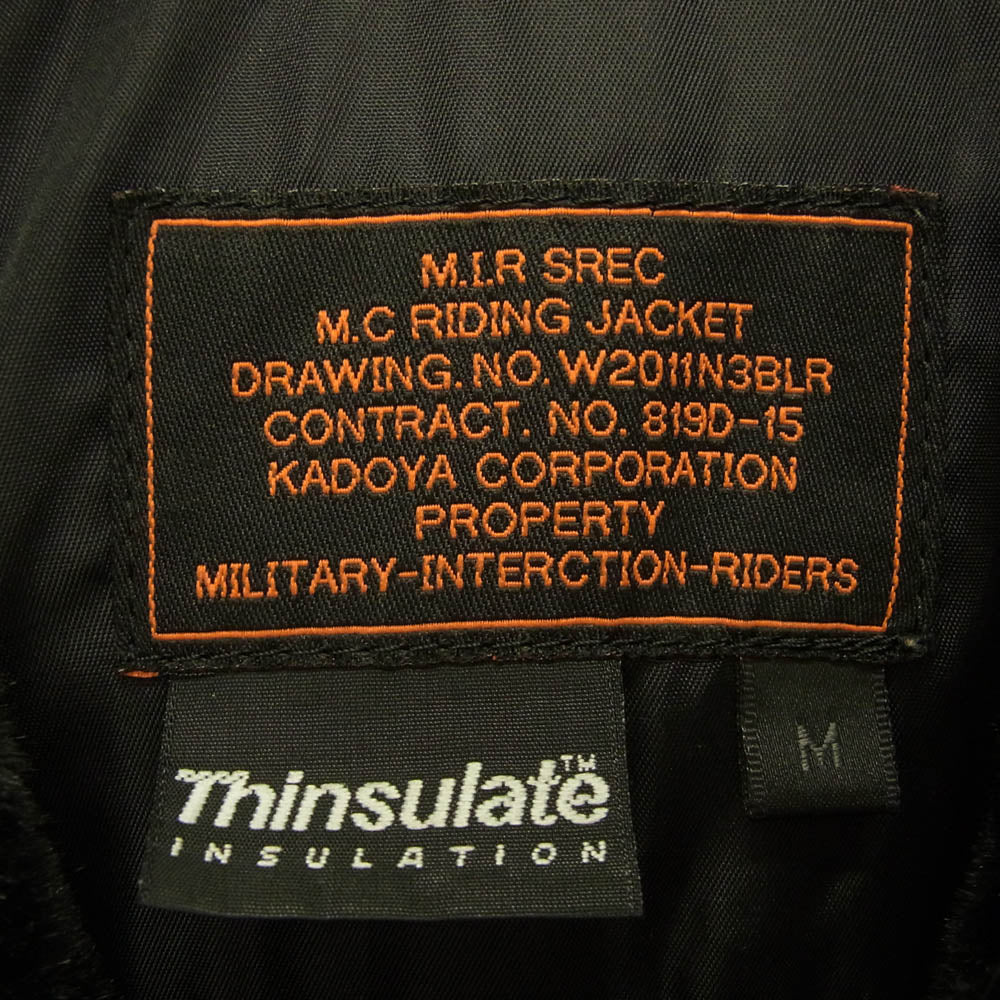 M.I.R SREC
M.C RIDING JACKET
DRAWING. NO. W2011N3BLR
CONTRACT. NO. 819D-15
KADOYA CORPORATION
PROPERTY
MILITARY-INTERCTION-RIDERS
Thinsulate™
INSULATION
M